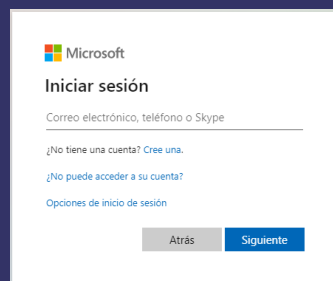 Microsoft
Iniciar sesión
Correo electrónico, teléfono o Skype
¿No tiene una cuenta? Cree una.
¿No puede acceder a su cuenta?
Opciones de inicio de sesión
Atrás Siguiente